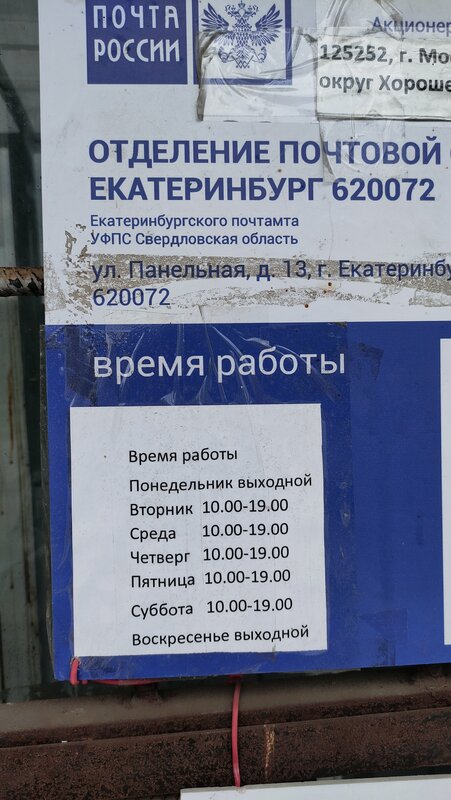 ПОЧТА
РОССИИ
Акционер
125252, г. Мос
округ Хороше
ОТДЕЛЕНИЕ ПОЧТОВОЙ
ЕКАТЕРИНБУРГ 620072
Екатеринбургского почтамта
УФПС Свердловская область
ул. Панельная, д. 13, г. Екатеринбу
620072
время работы
Время работы
Понедельник выходной
Вторник 10.00-19.00
Среда 10.00-19.00
Четверг 10.00-19.00
Пятница 10.00-19.00
Суббота 10.00-19.00
Воскресенье выходной